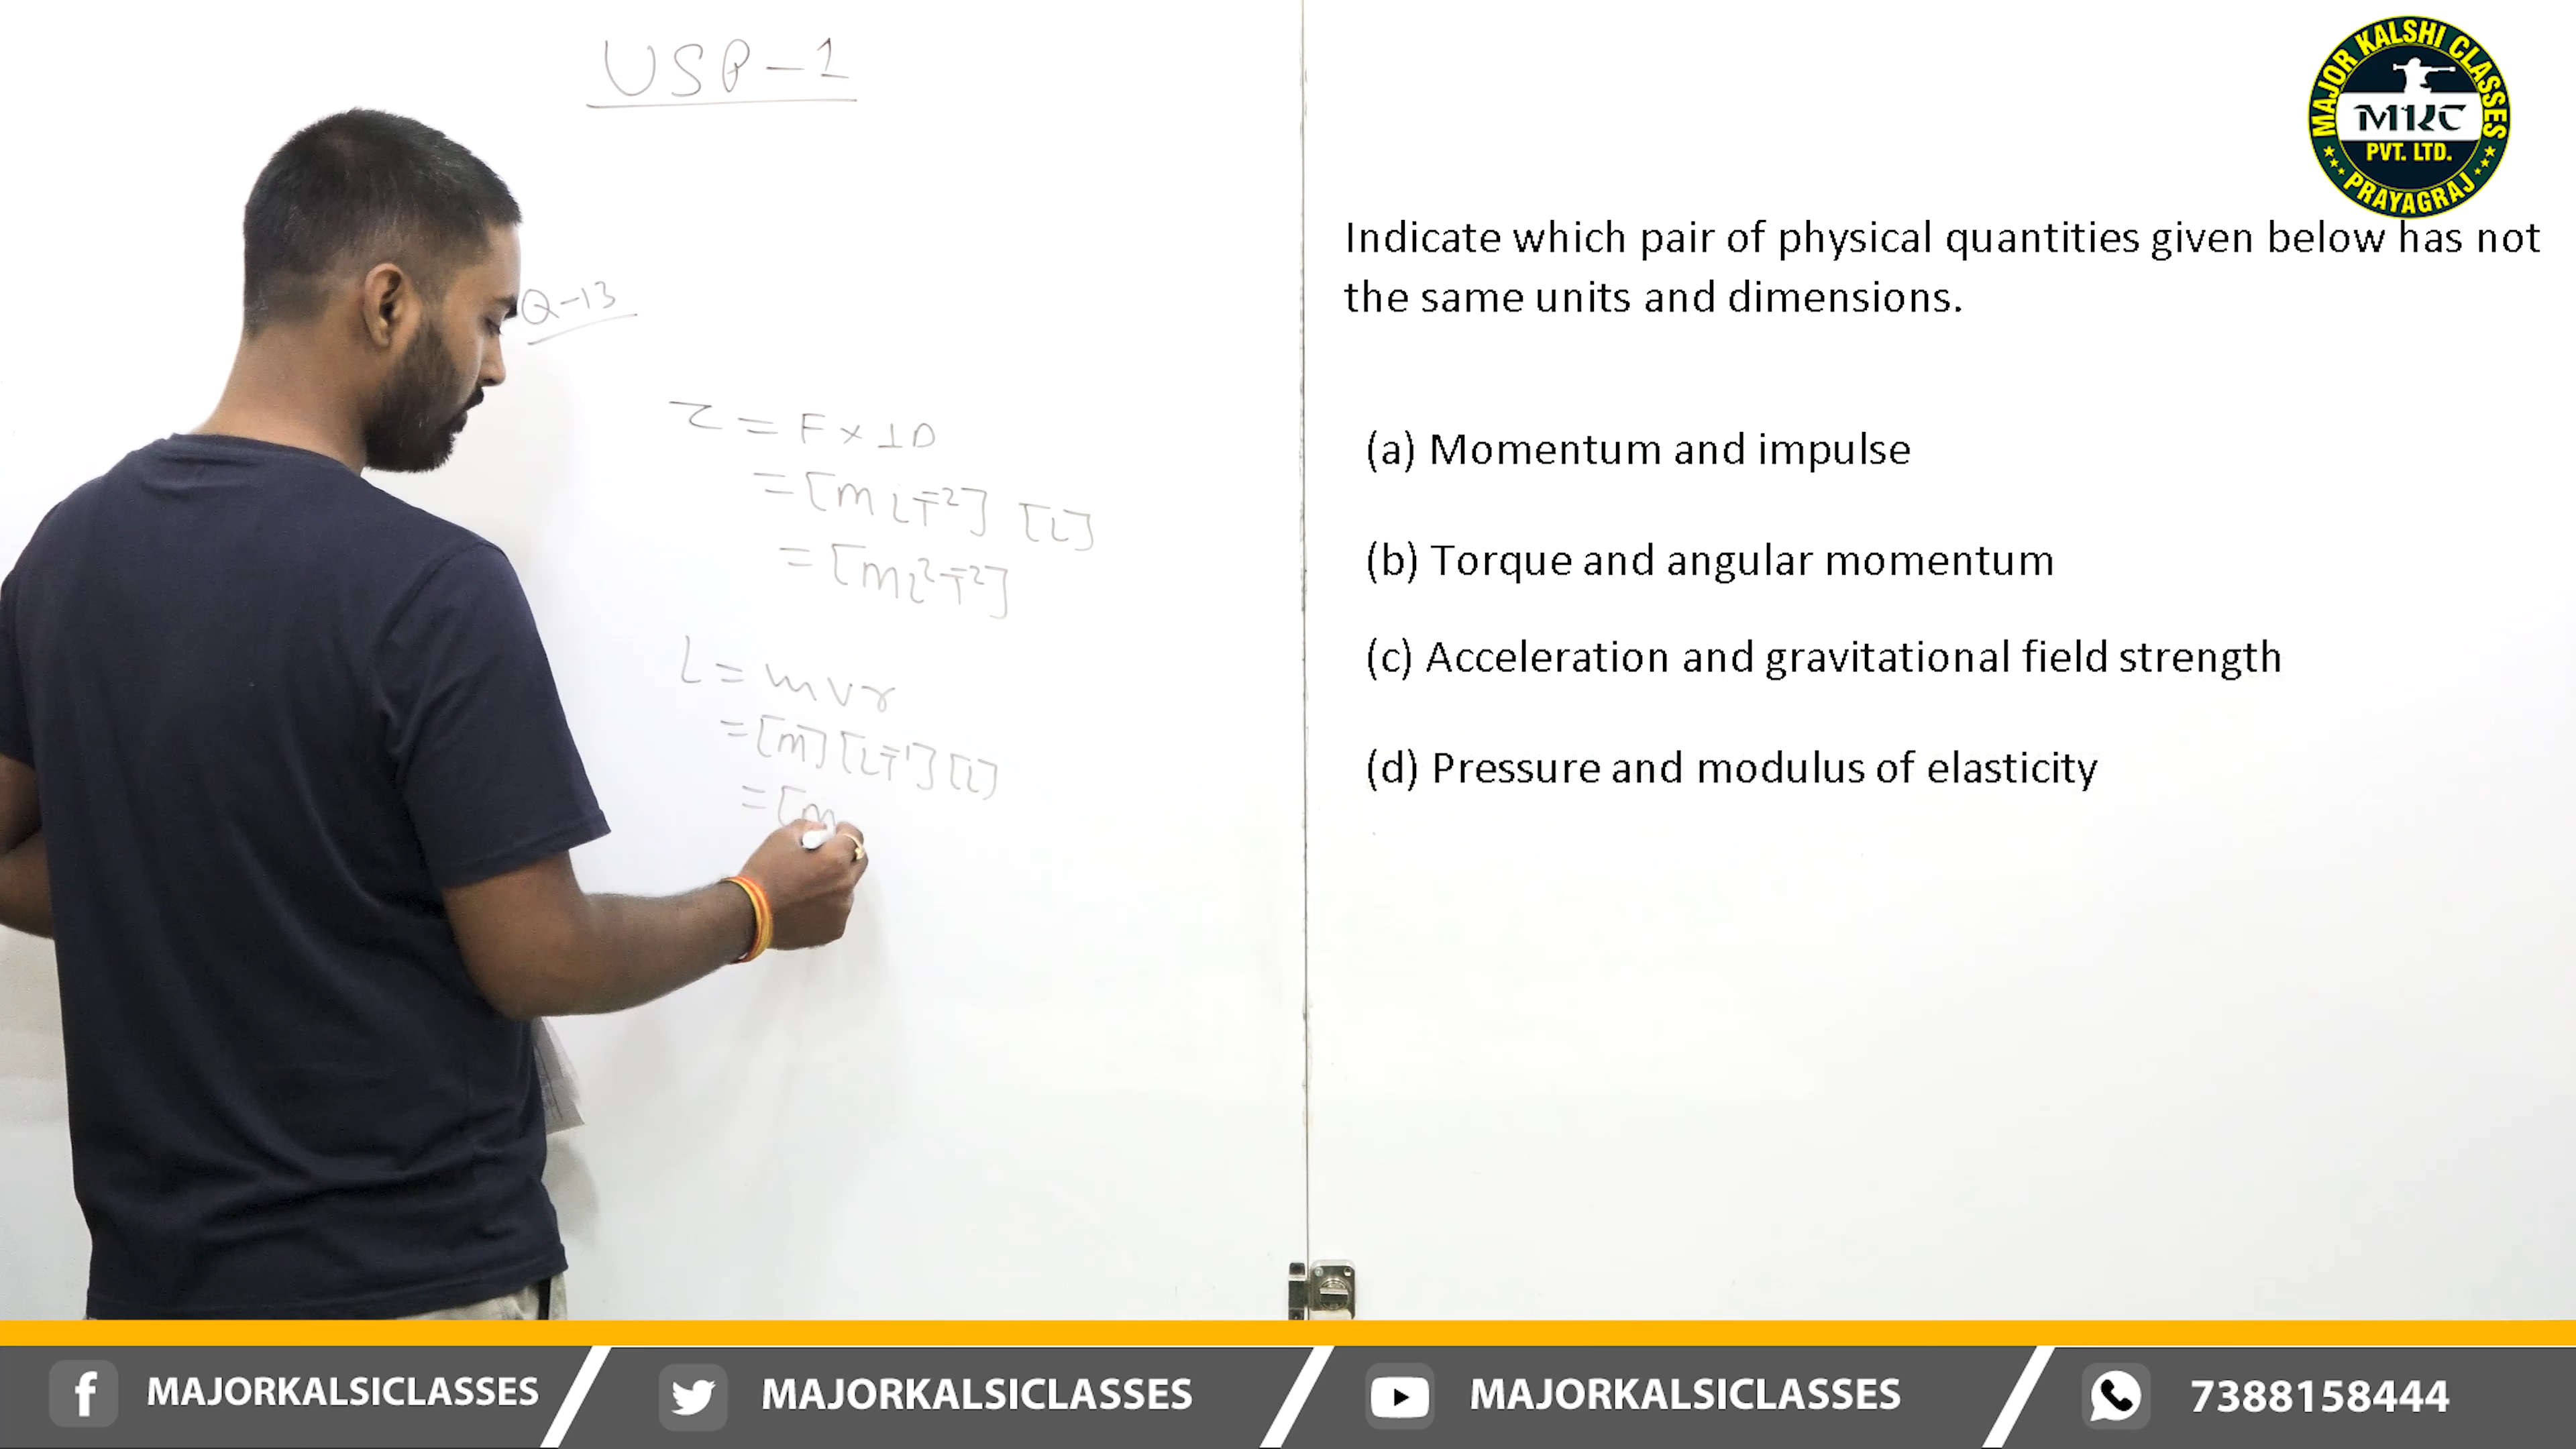 USP-1
Q-13
τ = F × ⊥D
= [MLT⁻²] [L]
= [ML²T⁻²]
L = mvr
= [M] [LT⁻¹] [L]
= [M
MAJOR KALSHI CLASSES
MKC
PVT. LTD.
PRAYAGRAJ
Indicate which pair of physical quantities given below has not
the same units and dimensions.
(a) Momentum and impulse
(b) Torque and angular momentum
(c) Acceleration and gravitational field strength
(d) Pressure and modulus of elasticity
MAJORKALSICLASSES
MAJORKALSICLASSES
MAJORKALSICLASSES
7388158444